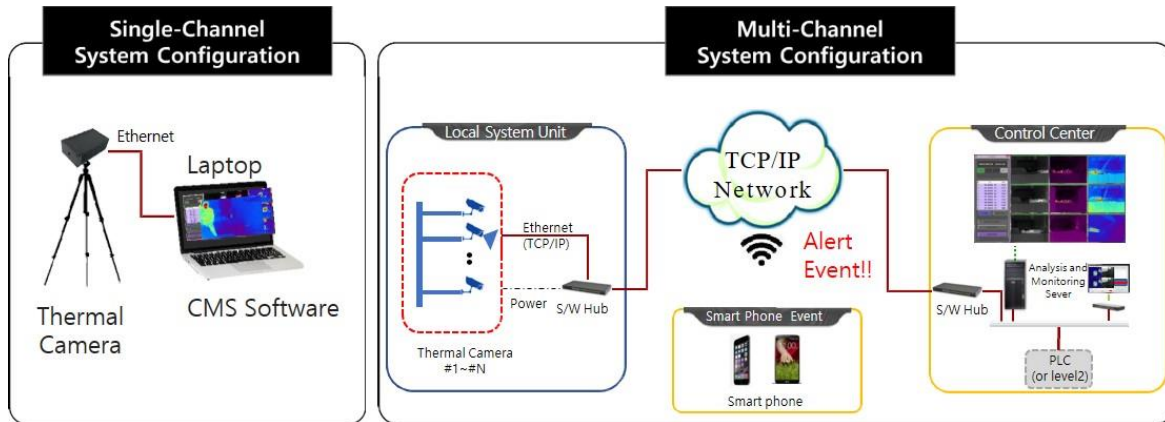 Single-Channel
System Configuration
Ethernet
Laptop
Thermal
Camera
CMS Software
Multi-Channel
System Configuration
Local System Unit
Ethernet
(TCP/IP)
Power
S/W Hub
Thermal Camera
#1~#N
TCP/IP
Network
Alert
Event!!
Smart Phone Event
Smart phone
Control Center
Analysis and
Monitoring
Sever
S/W Hub
PLC
(or level2)